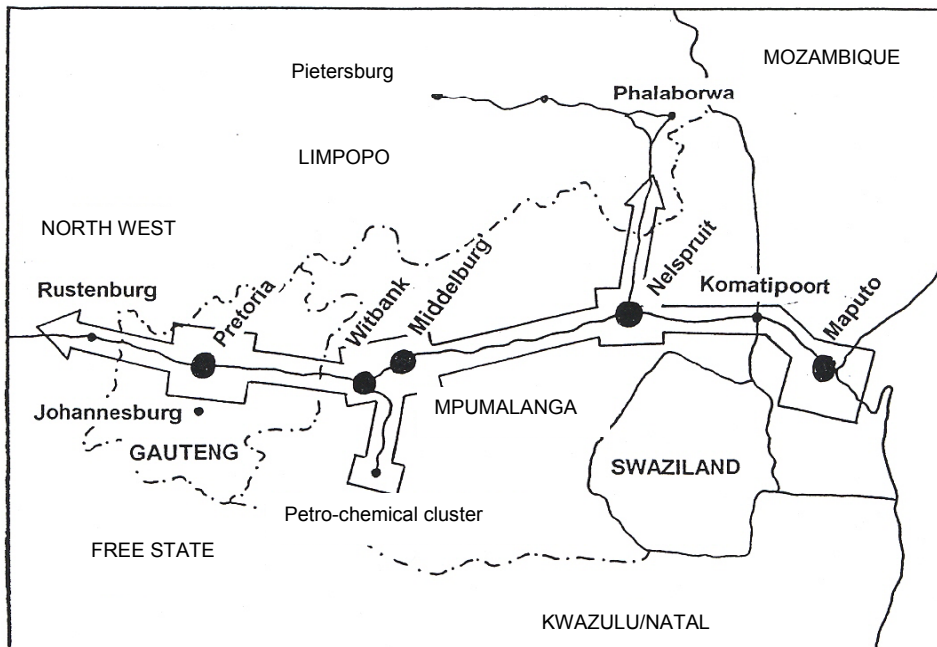 MOZAMBIQUE
Pietersburg
Phalaborwa
LIMPOPO
NORTH WEST
Rustenburg
Pretoria
Witbank
Middelburg
Nelspruit
Komatipoort
Maputo
Johannesburg
MPUMALANGA
GAUTENG
SWAZILAND
Petro-chemical cluster
FREE STATE
KWAZULU/NATAL